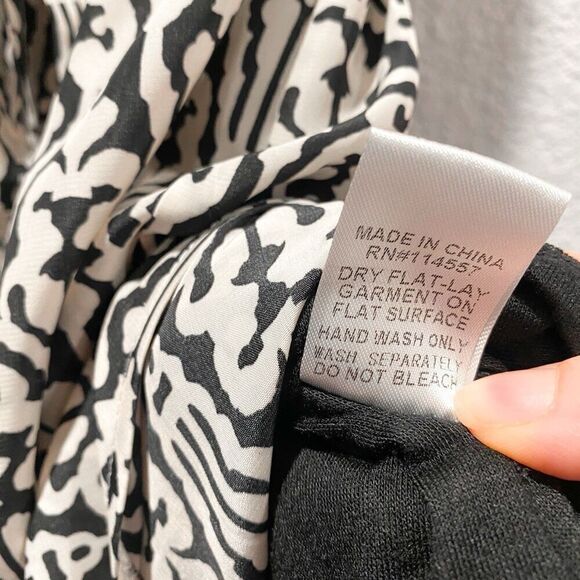 MADE IN CHINA
RN#114557
DRY FLAT-LAY
GARMENT ON
FLAT SURFACE
HAND WASH ONLY
WASH SEPARATELY
DO NOT BLEACH